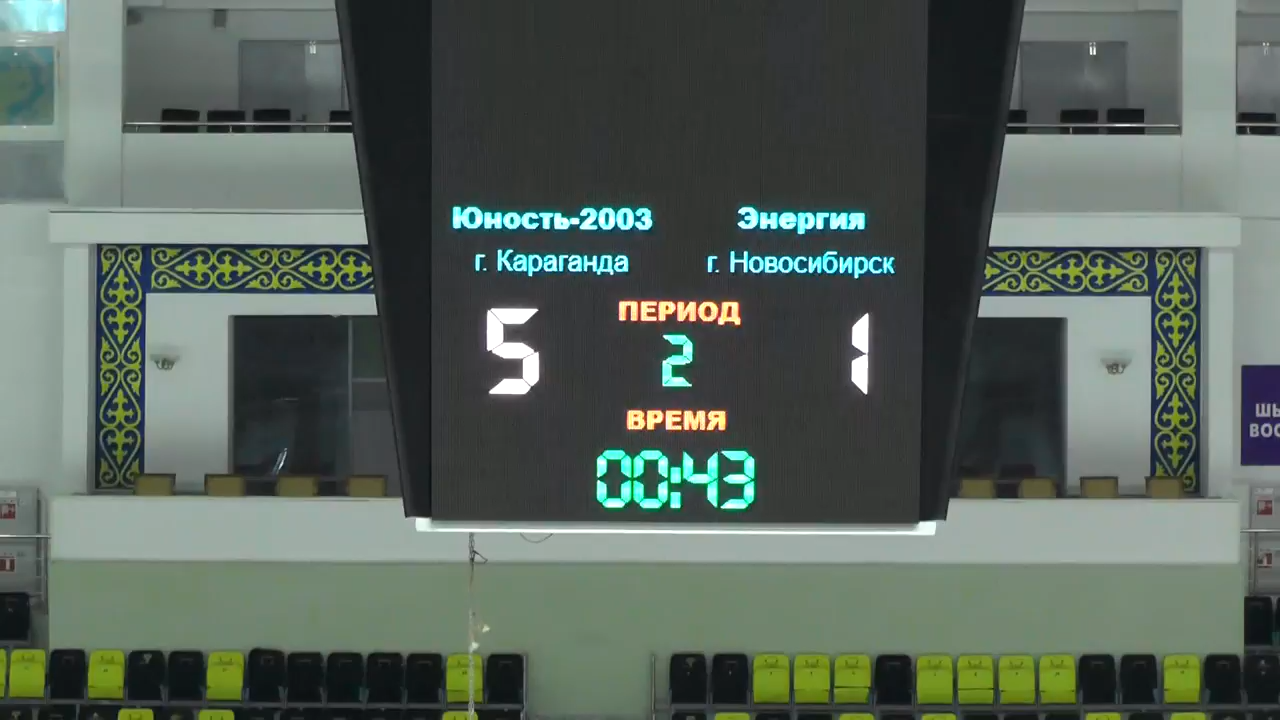 Юность-2003 Энергия
г. Караганда г. Новосибирск
ПЕРИОД
5 2 1
ВРЕМЯ
00:43